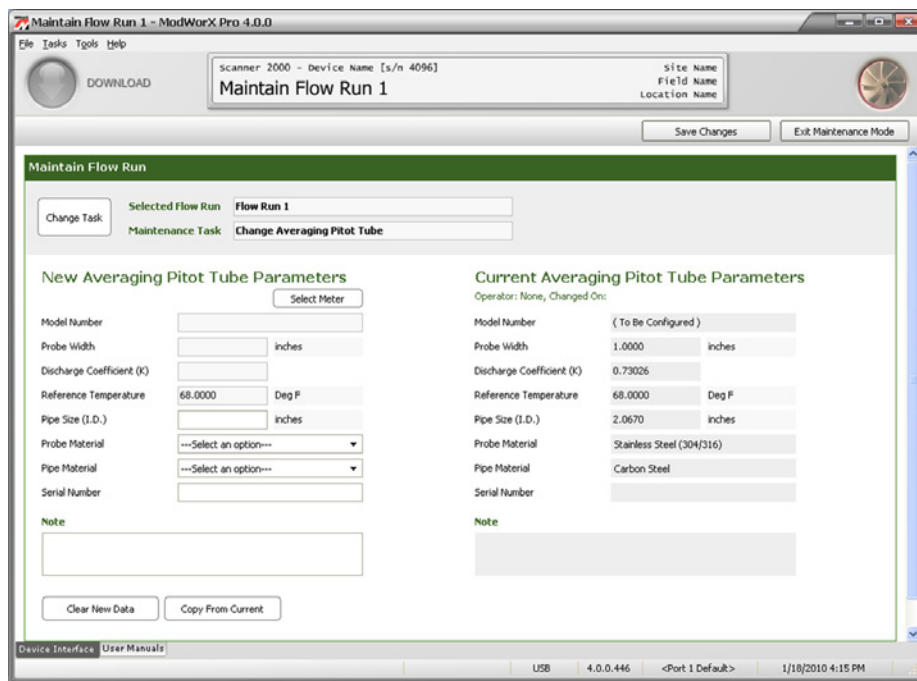 Maintain Flow Run 1 - ModWorX Pro 4.0.0
File Tasks Tools Help
DOWNLOAD
Scanner 2000 - Device Name [s/n 4096]
Maintain Flow Run 1
Site Name
Field Name
Location Name
Save Changes Exit Maintenance Mode
Maintain Flow Run
Change Task
Selected Flow Run Flow Run 1
Maintenance Task Change Averaging Pitot Tube
New Averaging Pitot Tube Parameters
Select Meter
Model Number
Probe Width inches
Discharge Coefficient (K)
Reference Temperature 68.0000 Deg F
Pipe Size (I.D.) inches
Probe Material ---Select an option---
Pipe Material ---Select an option---
Serial Number
Note
Clear New Data Copy From Current
Current Averaging Pitot Tube Parameters
Operator: None, Changed On:
Model Number ( To Be Configured )
Probe Width 1.0000 inches
Discharge Coefficient (K) 0.73026
Reference Temperature 68.0000 Deg F
Pipe Size (I.D.) 2.0670 inches
Probe Material Stainless Steel (304/316)
Pipe Material Carbon Steel
Serial Number
Note
Device Interface User Manuals
USB 4.0.0.446 <Port 1 Default> 1/18/2010 4:15 PM